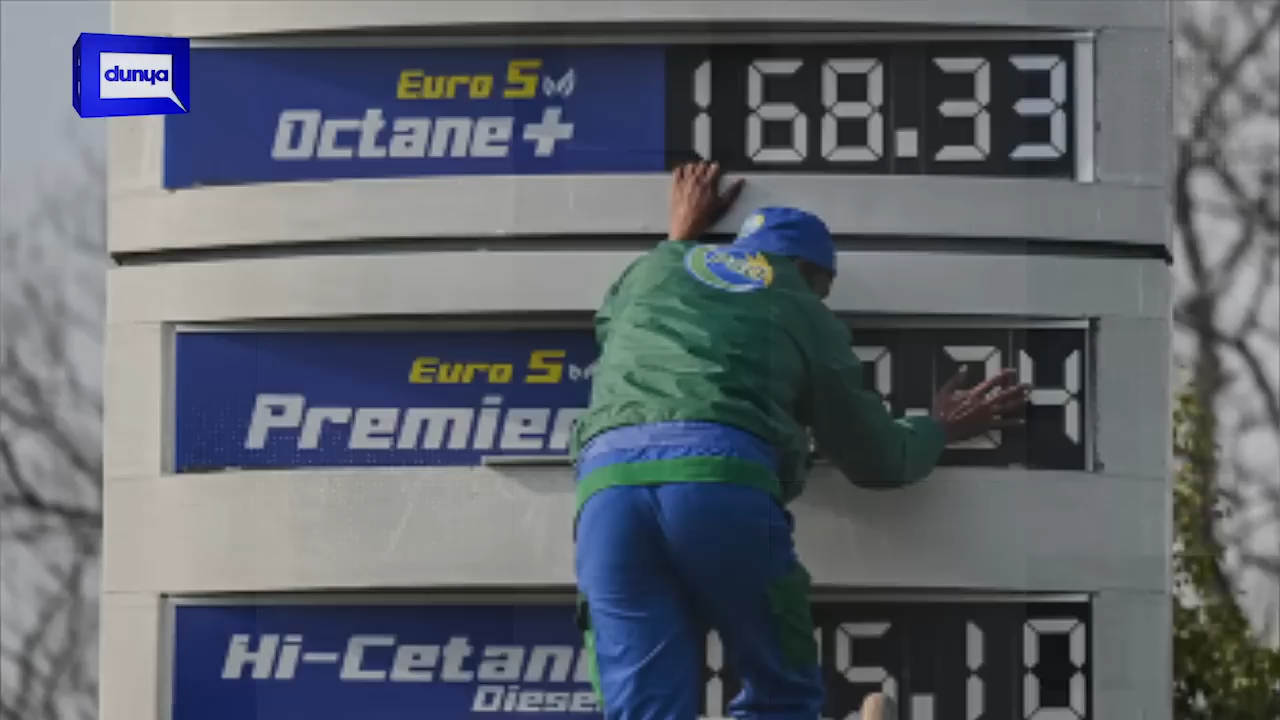 dunya
Euro 5
Octane+ 168.33
Euro 5
Premier
Hi-Cetane
Diesel